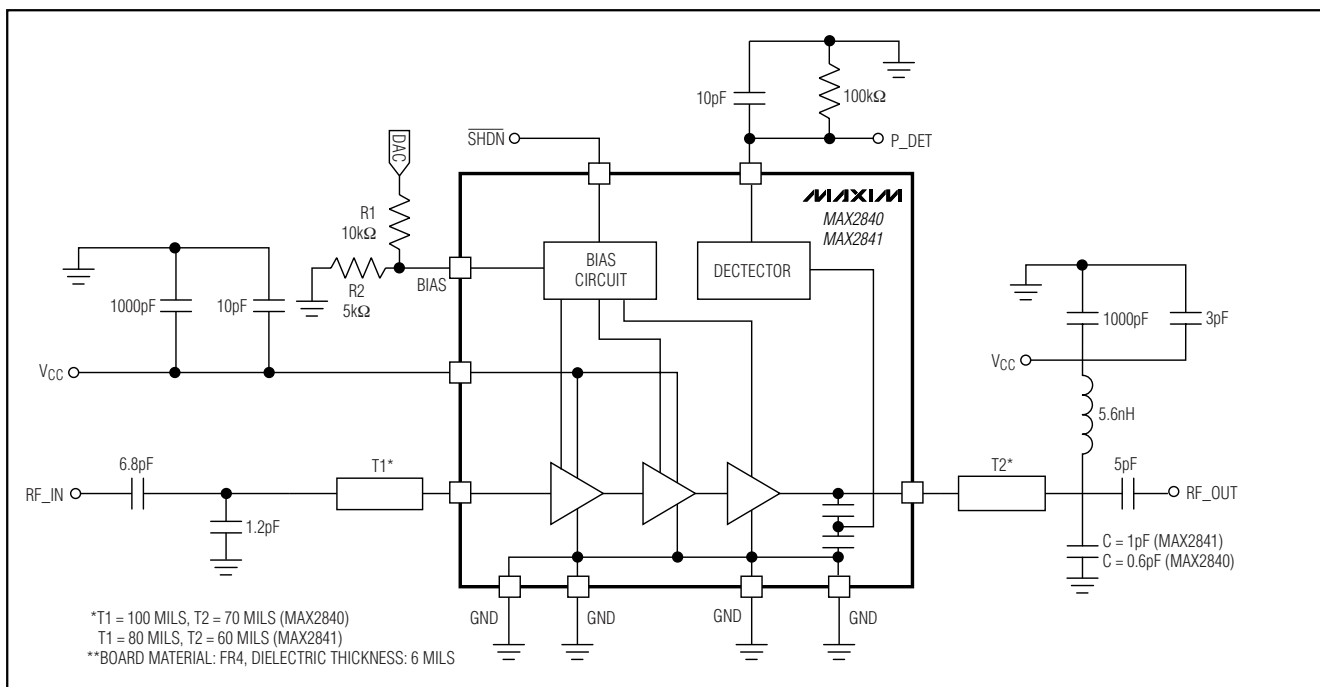 10pF
100kΩ
SHDN
P_DET
DAC
MAXIM
MAX2840
MAX2841
R1
10kΩ
BIAS
CIRCUIT
DECTECTOR
BIAS
R2
5kΩ
1000pF
10pF
1000pF
3pF
VCC
VCC
5.6nH
6.8pF
T1*
T2*
5pF
RF_IN
RF_OUT
1.2pF
C = 1pF (MAX2841)
C = 0.6pF (MAX2840)
GND
GND
GND
GND
*T1 = 100 MILS, T2 = 70 MILS (MAX2840)
T1 = 80 MILS, T2 = 60 MILS (MAX2841)
**BOARD MATERIAL: FR4, DIELECTRIC THICKNESS: 6 MILS